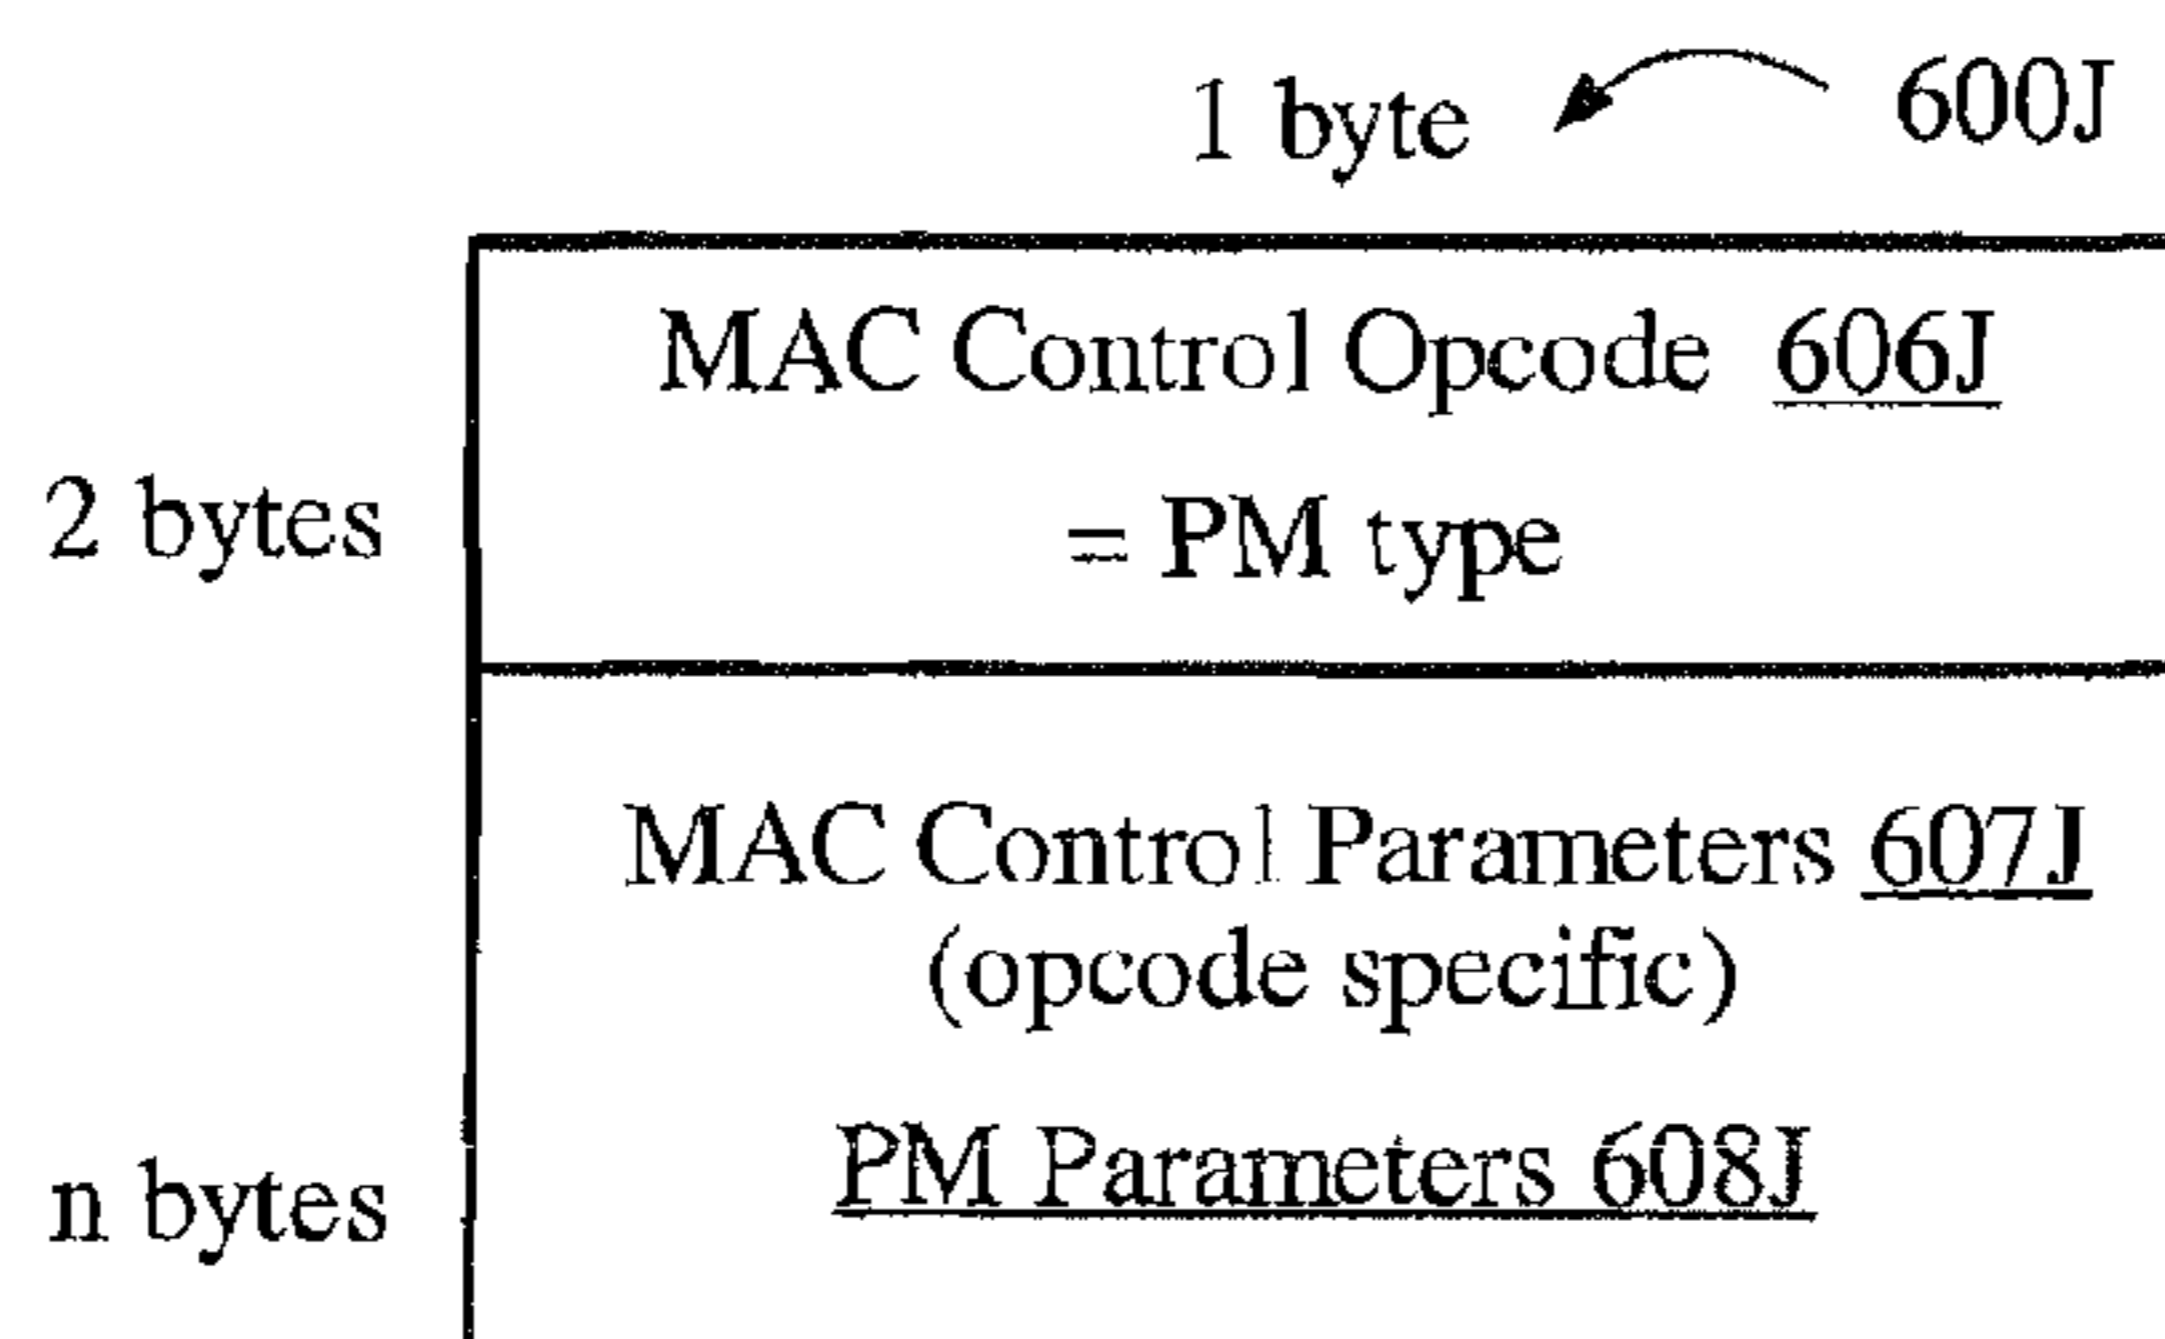 1 byte 600J
MAC Control Opcode 606J
= PM type
2 bytes
MAC Control Parameters 607J
(opcode specific)
PM Parameters 608J
n bytes